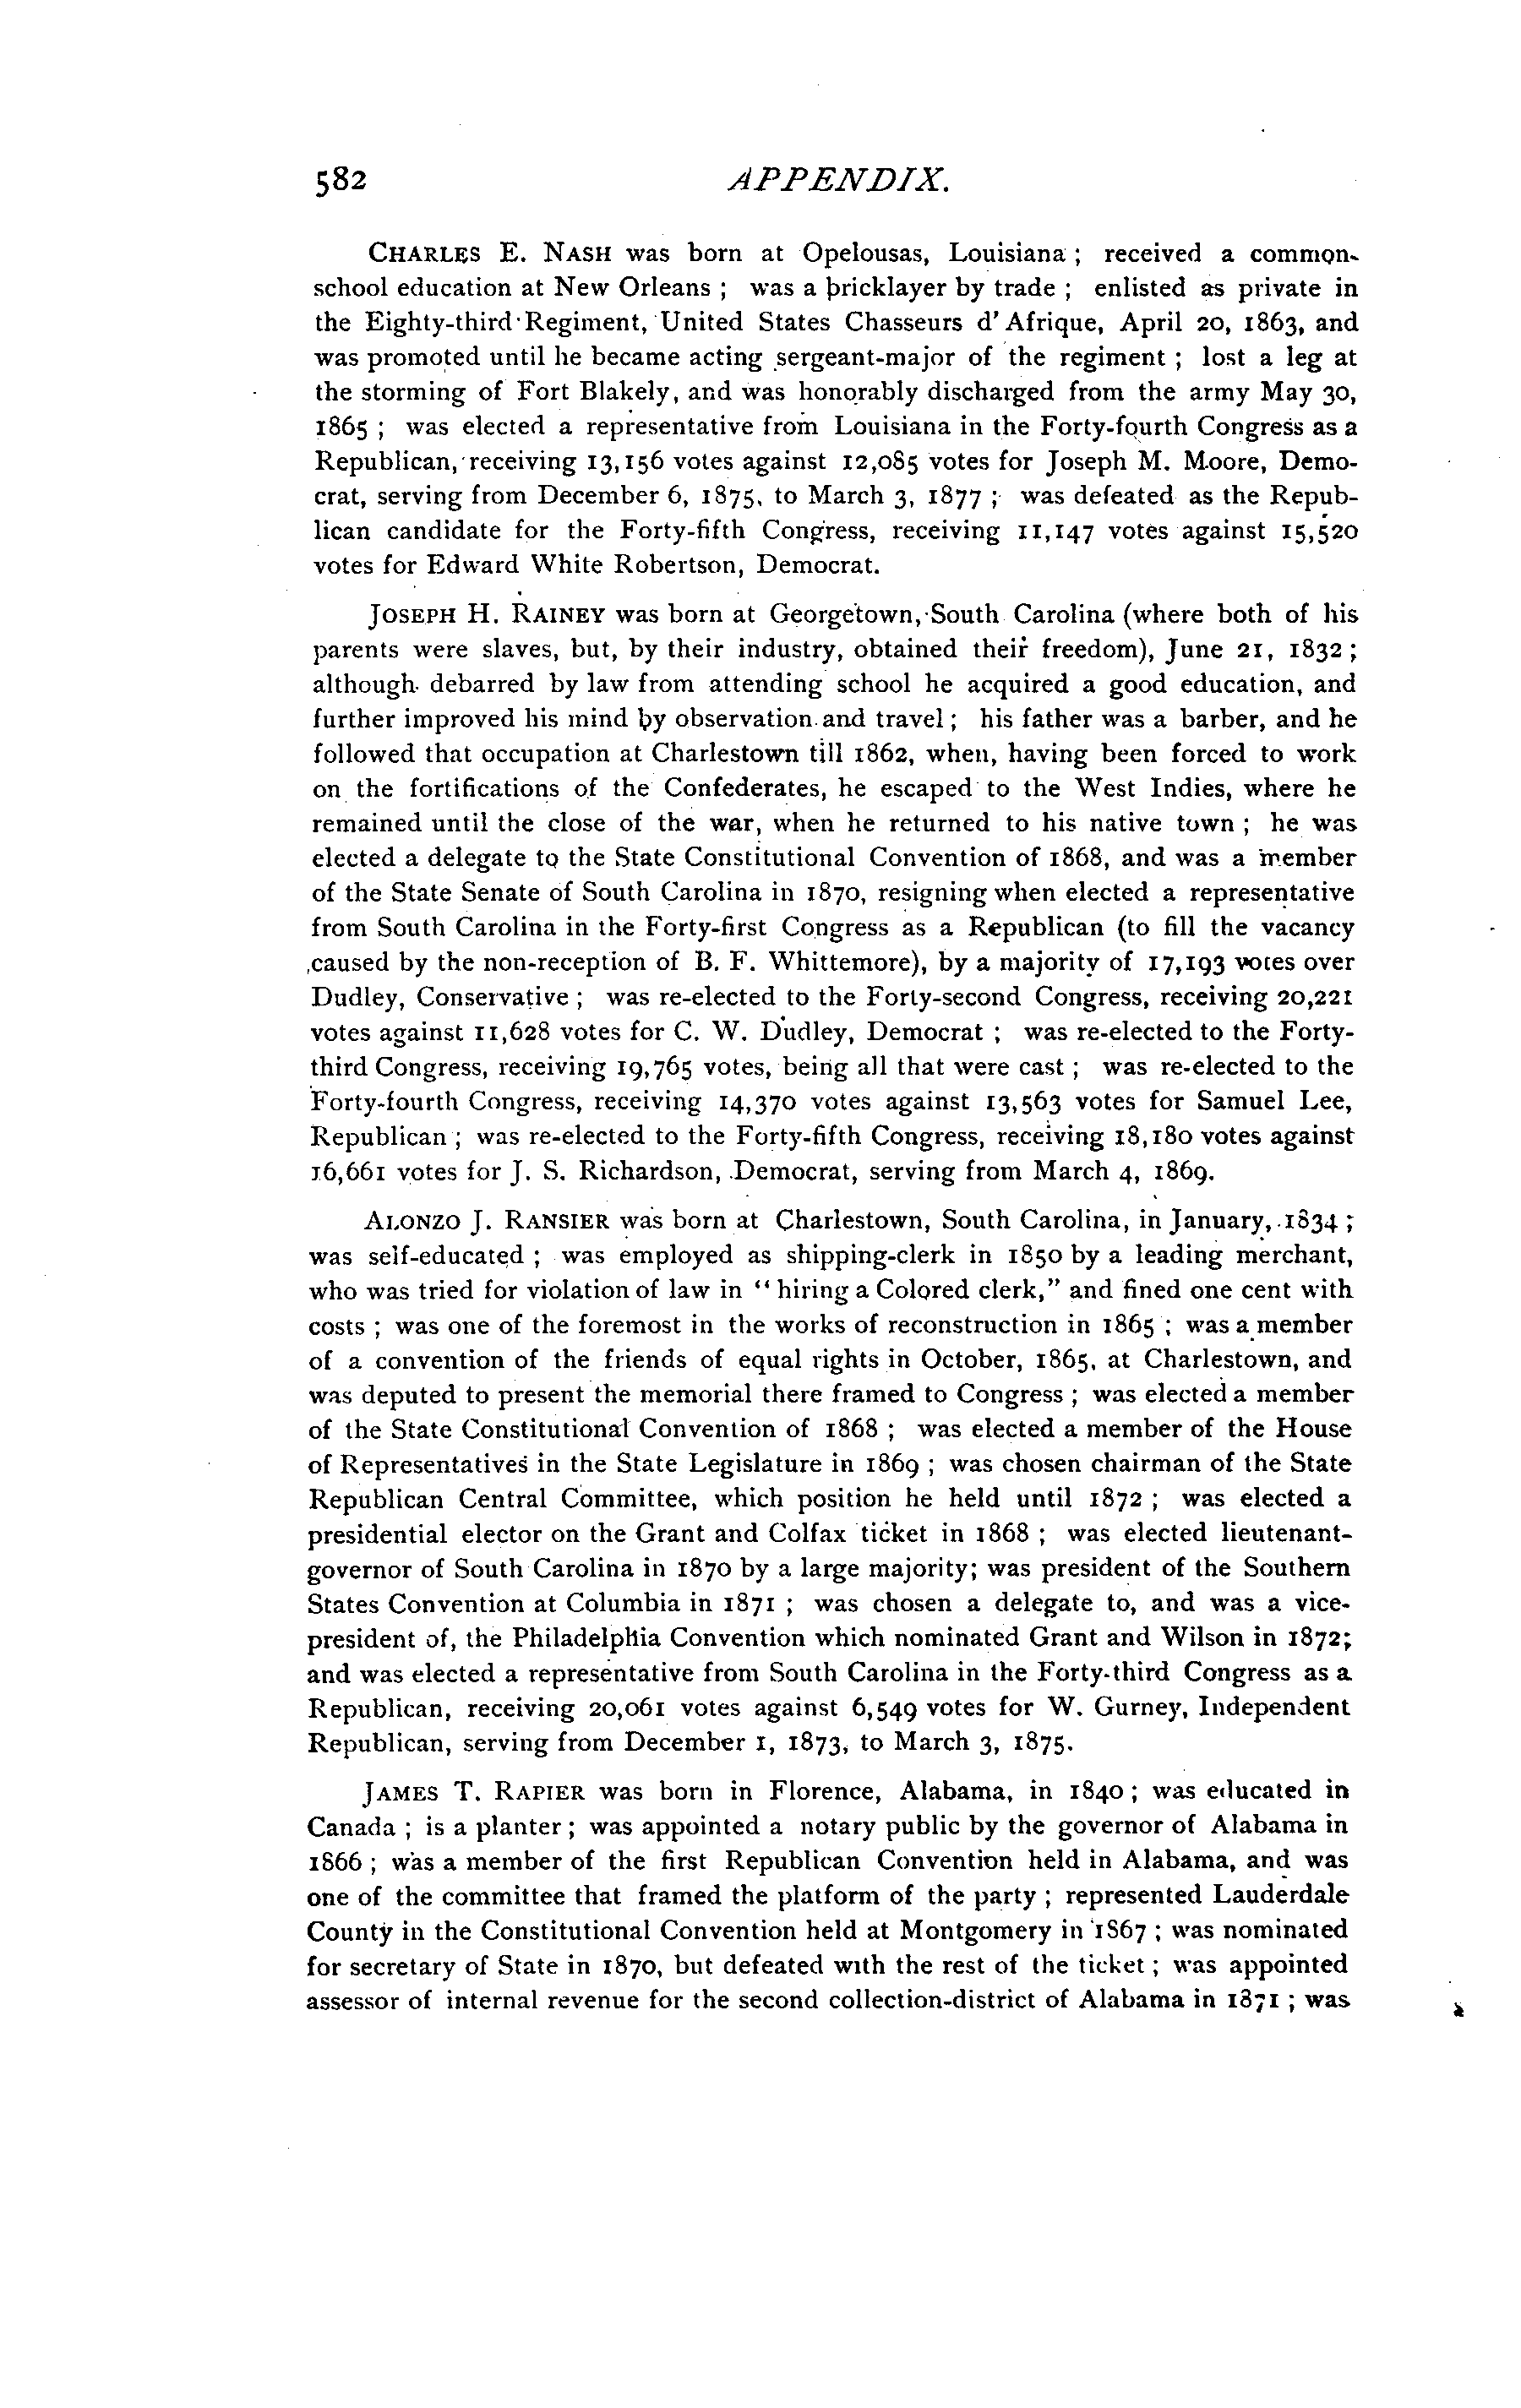 582 APPENDIX.
CHARLES E. NASH was born at Opelousas, Louisiana ; received a common-
school education at New Orleans ; was a bricklayer by trade ; enlisted as private in
the Eighty-third Regiment, United States Chasseurs d'Afrique, April 20, 1863, and
was promoted until he became acting sergeant-major of the regiment ; lost a leg at
the storming of Fort Blakely, and was honorably discharged from the army May 30,
1865 ; was elected a representative from Louisiana in the Forty-fourth Congress as a
Republican, receiving 13,156 votes against 12,085 votes for Joseph M. Moore, Demo-
crat, serving from December 6, 1875, to March 3, 1877 ; was defeated as the Repub-
lican candidate for the Forty-fifth Congress, receiving 11,147 votes against 15,520
votes for Edward White Robertson, Democrat.
JOSEPH H. RAINEY was born at Georgetown, South Carolina (where both of his
parents were slaves, but, by their industry, obtained their freedom), June 21, 1832 ;
although debarred by law from attending school he acquired a good education, and
further improved his mind by observation and travel ; his father was a barber, and he
followed that occupation at Charlestown till 1862, when, having been forced to work
on the fortifications of the Confederates, he escaped to the West Indies, where he
remained until the close of the war, when he returned to his native town ; he was
elected a delegate to the State Constitutional Convention of 1868, and was a member
of the State Senate of South Carolina in 1870, resigning when elected a representative
from South Carolina in the Forty-first Congress as a Republican (to fill the vacancy
caused by the non-reception of B. F. Whittemore), by a majority of 17,193 votes over
Dudley, Conservative ; was re-elected to the Forty-second Congress, receiving 20,221
votes against 11,628 votes for C. W. Dudley, Democrat ; was re-elected to the Forty-
third Congress, receiving 19,765 votes, being all that were cast ; was re-elected to the
Forty-fourth Congress, receiving 14,370 votes against 13,563 votes for Samuel Lee,
Republican ; was re-elected to the Forty-fifth Congress, receiving 18,180 votes against
16,661 votes for J. S. Richardson, Democrat, serving from March 4, 1869.
ALONZO J. RANSIER was born at Charlestown, South Carolina, in January, 1834 ;
was self-educated ; was employed as shipping-clerk in 1850 by a leading merchant,
who was tried for violation of law in "hiring a Colored clerk," and fined one cent with
costs ; was one of the foremost in the works of reconstruction in 1865 ; was a member
of a convention of the friends of equal rights in October, 1865, at Charlestown, and
was deputed to present the memorial there framed to Congress ; was elected a member
of the State Constitutional Convention of 1868 ; was elected a member of the House
of Representatives in the State Legislature in 1869 ; was chosen chairman of the State
Republican Central Committee, which position he held until 1872 ; was elected a
presidential elector on the Grant and Colfax ticket in 1868 ; was elected lieutenant-
governor of South Carolina in 1870 by a large majority; was president of the Southern
States Convention at Columbia in 1871 ; was chosen a delegate to, and was a vice-
president of, the Philadelphia Convention which nominated Grant and Wilson in 1872;
and was elected a representative from South Carolina in the Forty-third Congress as a
Republican, receiving 20,061 votes against 6,549 votes for W. Gurney, Independent
Republican, serving from December 1, 1873, to March 3, 1875.
JAMES T. RAPIER was born in Florence, Alabama, in 1840 ; was educated in
Canada ; is a planter ; was appointed a notary public by the governor of Alabama in
1866 ; was a member of the first Republican Convention held in Alabama, and was
one of the committee that framed the platform of the party ; represented Lauderdale
County in the Constitutional Convention held at Montgomery in 1867 ; was nominated
for secretary of State in 1870, but defeated with the rest of the ticket ; was appointed
assessor of internal revenue for the second collection-district of Alabama in 1871 ; was